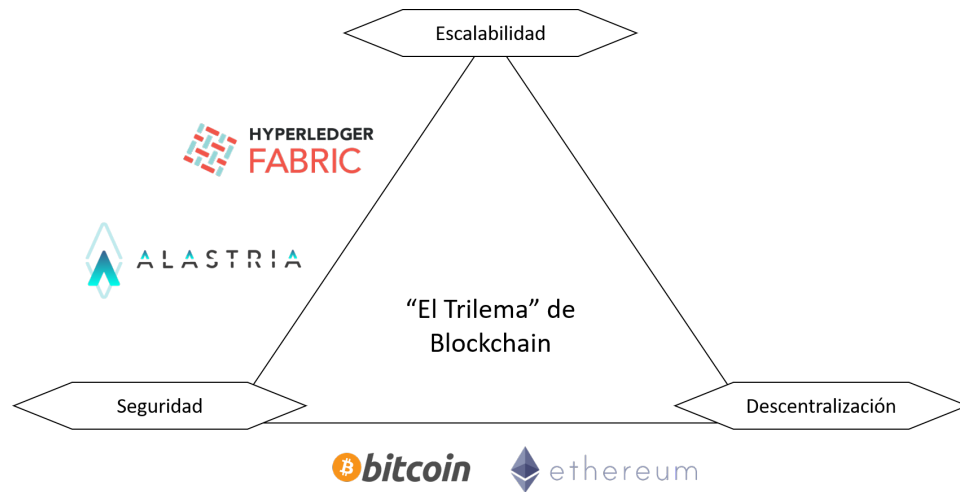 Escalabilidad
HYPERLEDGER
FABRIC
ALASTRIA
“El Trilema” de
Blockchain
Seguridad
Descentralización
bitcoin
ethereum